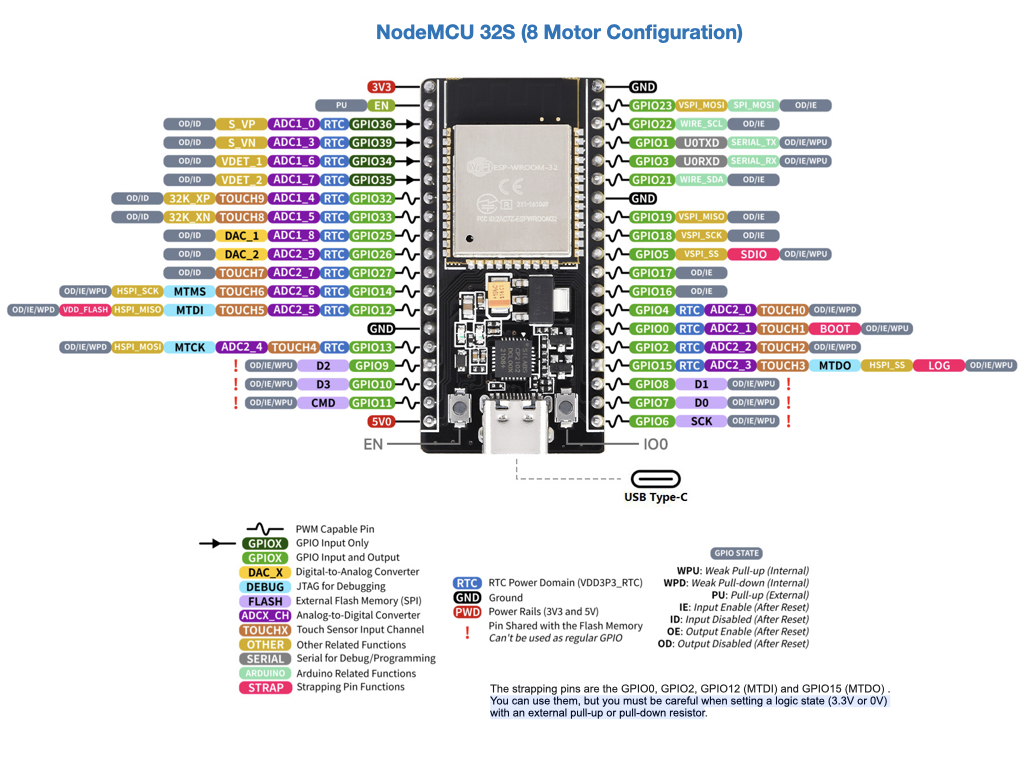 NodeMCU 32S (8 Motor Configuration)
3V3
PU EN
OD/ID S_VP ADC1_0 RTC GPIO36
OD/ID S_VN ADC1_3 RTC GPIO39
OD/ID VDET_1 ADC1_6 RTC GPIO34
OD/ID VDET_2 ADC1_7 RTC GPIO35
OD/ID 32K_XP TOUCH9 ADC1_4 RTC GPIO32
OD/ID 32K_XN TOUCH8 ADC1_5 RTC GPIO33
OD/ID DAC_1 ADC1_8 RTC GPIO25
OD/ID DAC_2 ADC2_9 RTC GPIO26
OD/ID TOUCH7 ADC2_7 RTC GPIO27
OD/IE/WPU HSPI_SCK MTMS TOUCH6 ADC2_6 RTC GPIO14
OD/IE/WPD VDD_FLASH HSPI_MISO MTDI TOUCH5 ADC2_5 RTC GPIO12
GND
OD/IE/WPD HSPI_MOSI MTCK ADC2_4 TOUCH4 RTC GPIO13
! OD/IE/WPU D2 GPIO9
! OD/IE/WPU D3 GPIO10
! OD/IE/WPU CMD GPIO11
5V0
EN
ESP-WROOM-32
CE
GND
GPIO23 VSPI_MOSI SPI_MOSI OD/IE
GPIO22 WIRE_SCL OD/IE
GPIO1 U0TXD SERIAL_TX OD/IE/WPU
GPIO3 U0RXD SERIAL_RX OD/IE/WPU
GPIO21 WIRE_SDA OD/IE
GND
GPIO19 VSPI_MISO OD/IE
GPIO18 VSPI_SCK OD/IE
GPIO5 VSPI_SS SDIO OD/IE/WPU
GPIO17 OD/IE
GPIO16 OD/IE
GPIO4 RTC ADC2_0 TOUCH0 OD/IE/WPD
GPIO0 RTC ADC2_1 TOUCH1 BOOT OD/IE/WPU
GPIO2 RTC ADC2_2 TOUCH2 OD/IE/WPD
GPIO15 RTC ADC2_3 TOUCH3 MTDO HSPI_SS LOG OD/IE/WPU
GPIO8 D1 OD/IE/WPU !
GPIO7 D0 OD/IE/WPU !
GPIO6 SCK OD/IE/WPU !
IO0
USB Type-C
PWM Capable Pin
GPIOX GPIO Input Only
GPIOX GPIO Input and Output
DAC_X Digital-to-Analog Converter
DEBUG JTAG for Debugging
FLASH External Flash Memory (SPI)
ADCX_CH Analog-to-Digital Converter
TOUCHX Touch Sensor Input Channel
OTHER Other Related Functions
SERIAL Serial for Debug/Programming
ARDUINO Arduino Related Functions
STRAP Strapping Pin Functions
RTC RTC Power Domain (VDD3P3_RTC)
GND Ground
PWD Power Rails (3V3 and 5V)
! Pin Shared with the Flash Memory
Can't be used as regular GPIO
GPIO STATE
WPU: Weak Pull-up (Internal)
WPD: Weak Pull-down (Internal)
PU: Pull-up (External)
IE: Input Enable (After Reset)
ID: Input Disabled (After Reset)
OE: Output Enable (After Reset)
OD: Output Disabled (After Reset)
The strapping pins are the GPIO0, GPIO2, GPIO12 (MTDI) and GPIO15 (MTDO) .
You can use them, but you must be careful when setting a logic state (3.3V or 0V)
with an external pull-up or pull-down resistor.